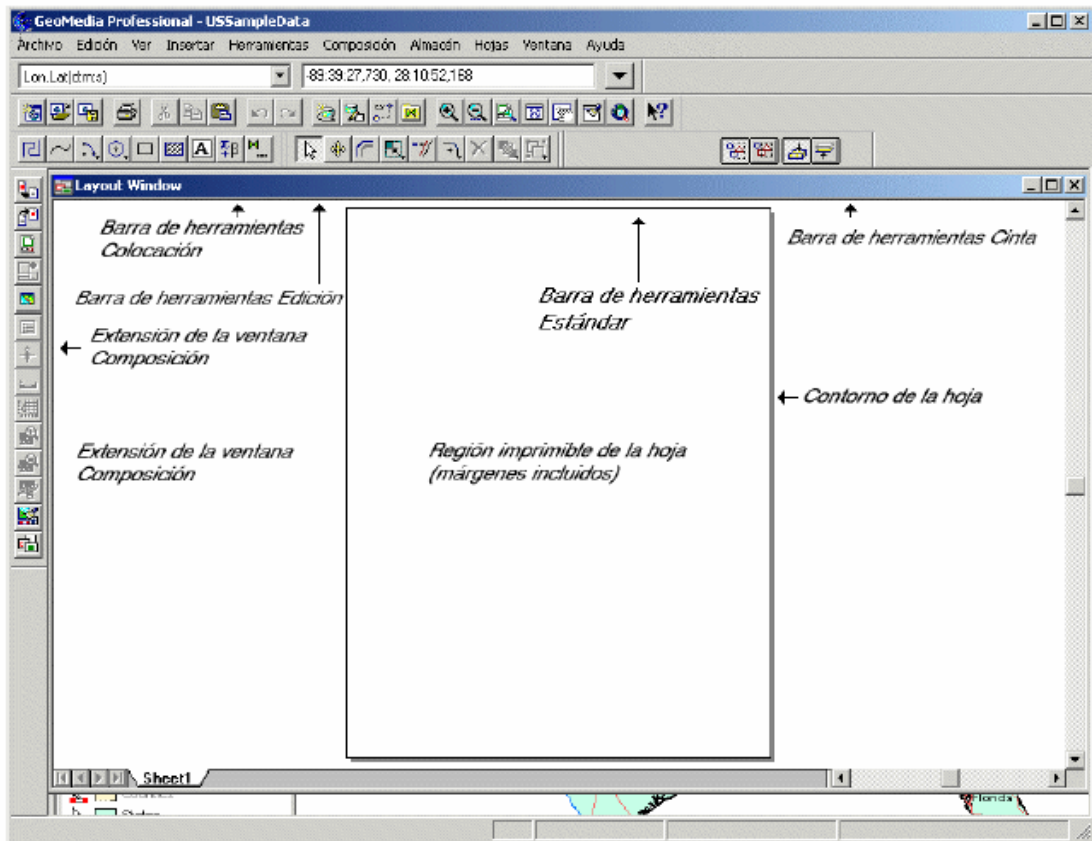 GeoMedia Professional - USSampleData
Archivo Edición Ver Insertar Herramientas Composición Almacén Hojas Ventana Ayuda
Lon.Lat(d:m:s) -89:39:27,730, 28:10:52,168
Layout Window
Barra de herramientas
Colocación
Barra de herramientas Cinta
Barra de herramientas Edición
Barra de herramientas
Estándar
Extensión de la ventana
Composición
Contorno de la hoja
Extensión de la ventana
Composición
Región imprimible de la hoja
(márgenes incluidos)
Sheet1
States
Florida